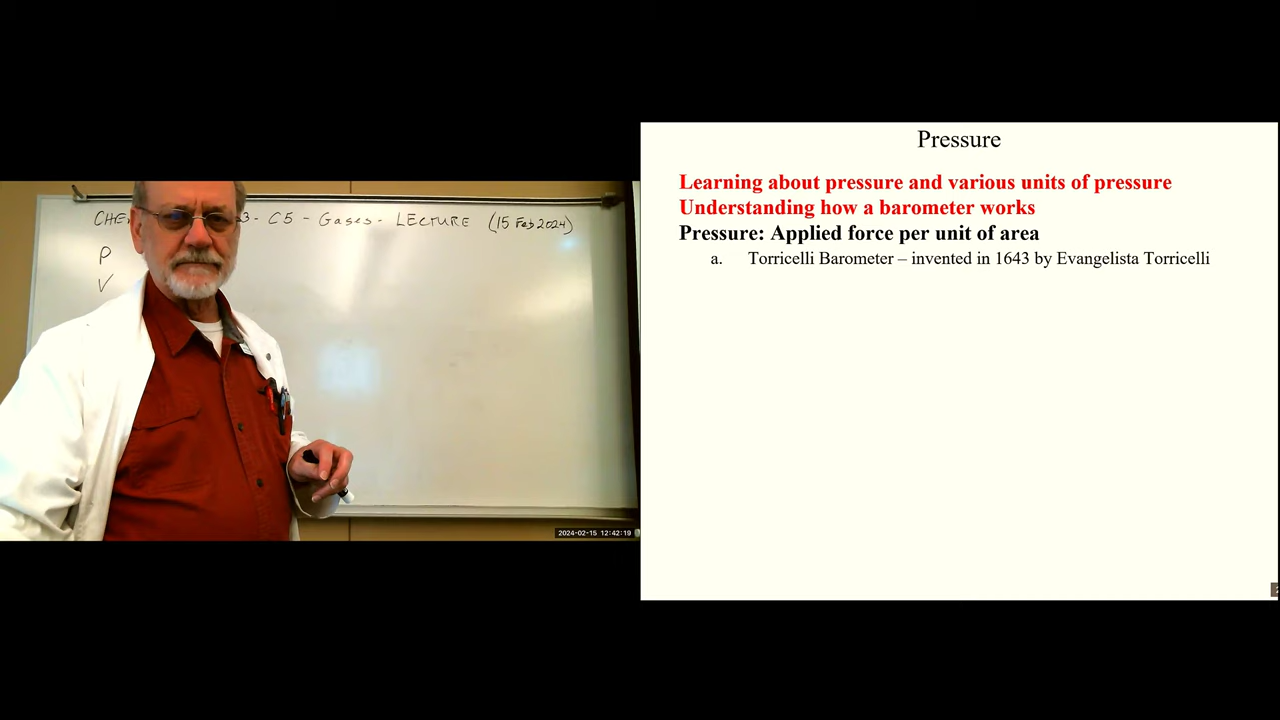 CHE 3 - C5 - Gases - LECTURE (15 Feb 2024)
P
V
2024-02-15 12:42:19
Pressure
Learning about pressure and various units of pressure
Understanding how a barometer works
Pressure: Applied force per unit of area
a. Torricelli Barometer – invented in 1643 by Evangelista Torricelli